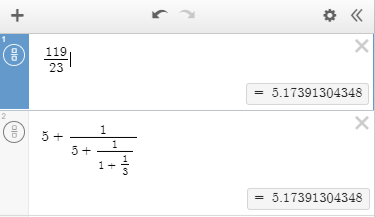 1
119
23
= 5.17391304348
2
5 + 1
5 + 1
1 + 1
3
= 5.17391304348